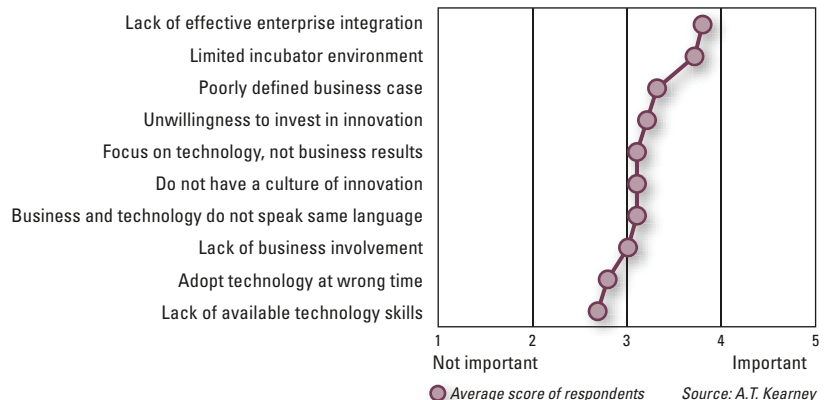 Lack of effective enterprise integration
Limited incubator environment
Poorly defined business case
Unwillingness to invest in innovation
Focus on technology, not business results
Do not have a culture of innovation
Business and technology do not speak same language
Lack of business involvement
Adopt technology at wrong time
Lack of available technology skills
1 2 3 4 5
Not important Important
Average score of respondents Source: A.T. Kearney